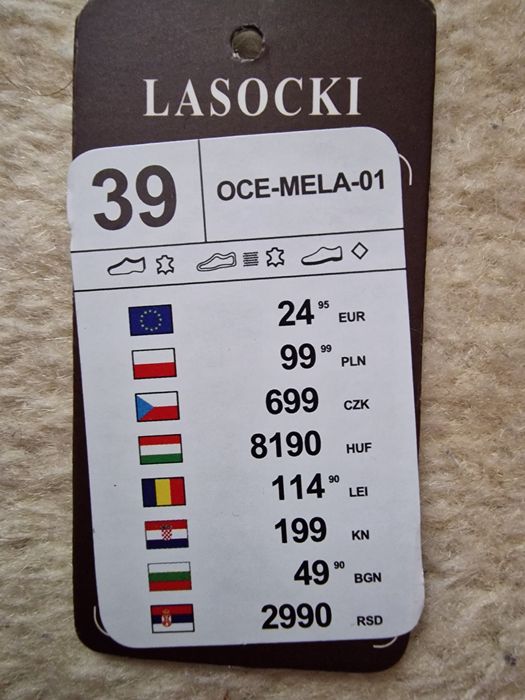 LASOCKI
39 OCE-MELA-01
24 95 EUR
99 99 PLN
699 CZK
8190 HUF
114 90 LEI
199 KN
49 90 BGN
2990 RSD